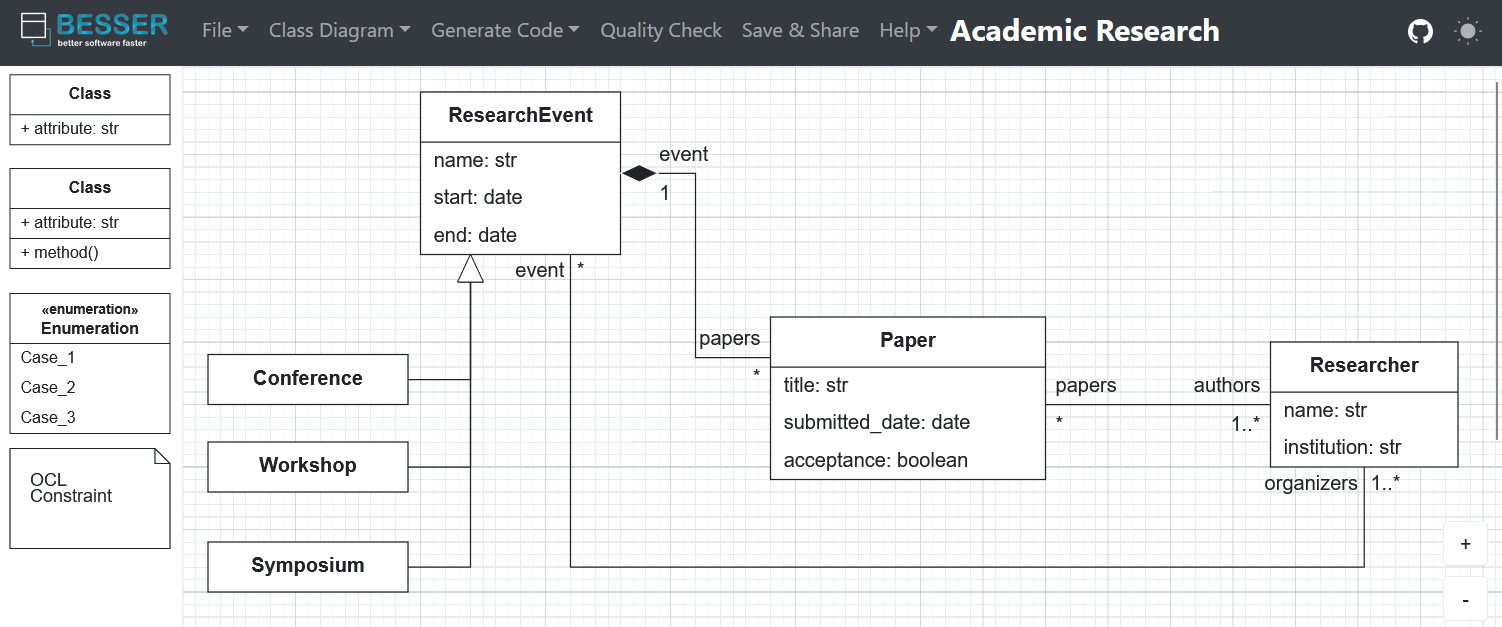 BESSER
better software faster
File Class Diagram Generate Code Quality Check Save & Share Help Academic Research
Class
+ attribute: str
Class
+ attribute: str
+ method()
«enumeration»
Enumeration
Case_1
Case_2
Case_3
OCL
Constraint
ResearchEvent
name: str
start: date
end: date
event
1
event *
papers
*
Conference
Workshop
Symposium
Paper
title: str
submitted_date: date
acceptance: boolean
papers
*
authors
1..*
Researcher
name: str
institution: str
organizers 1..*
+
-